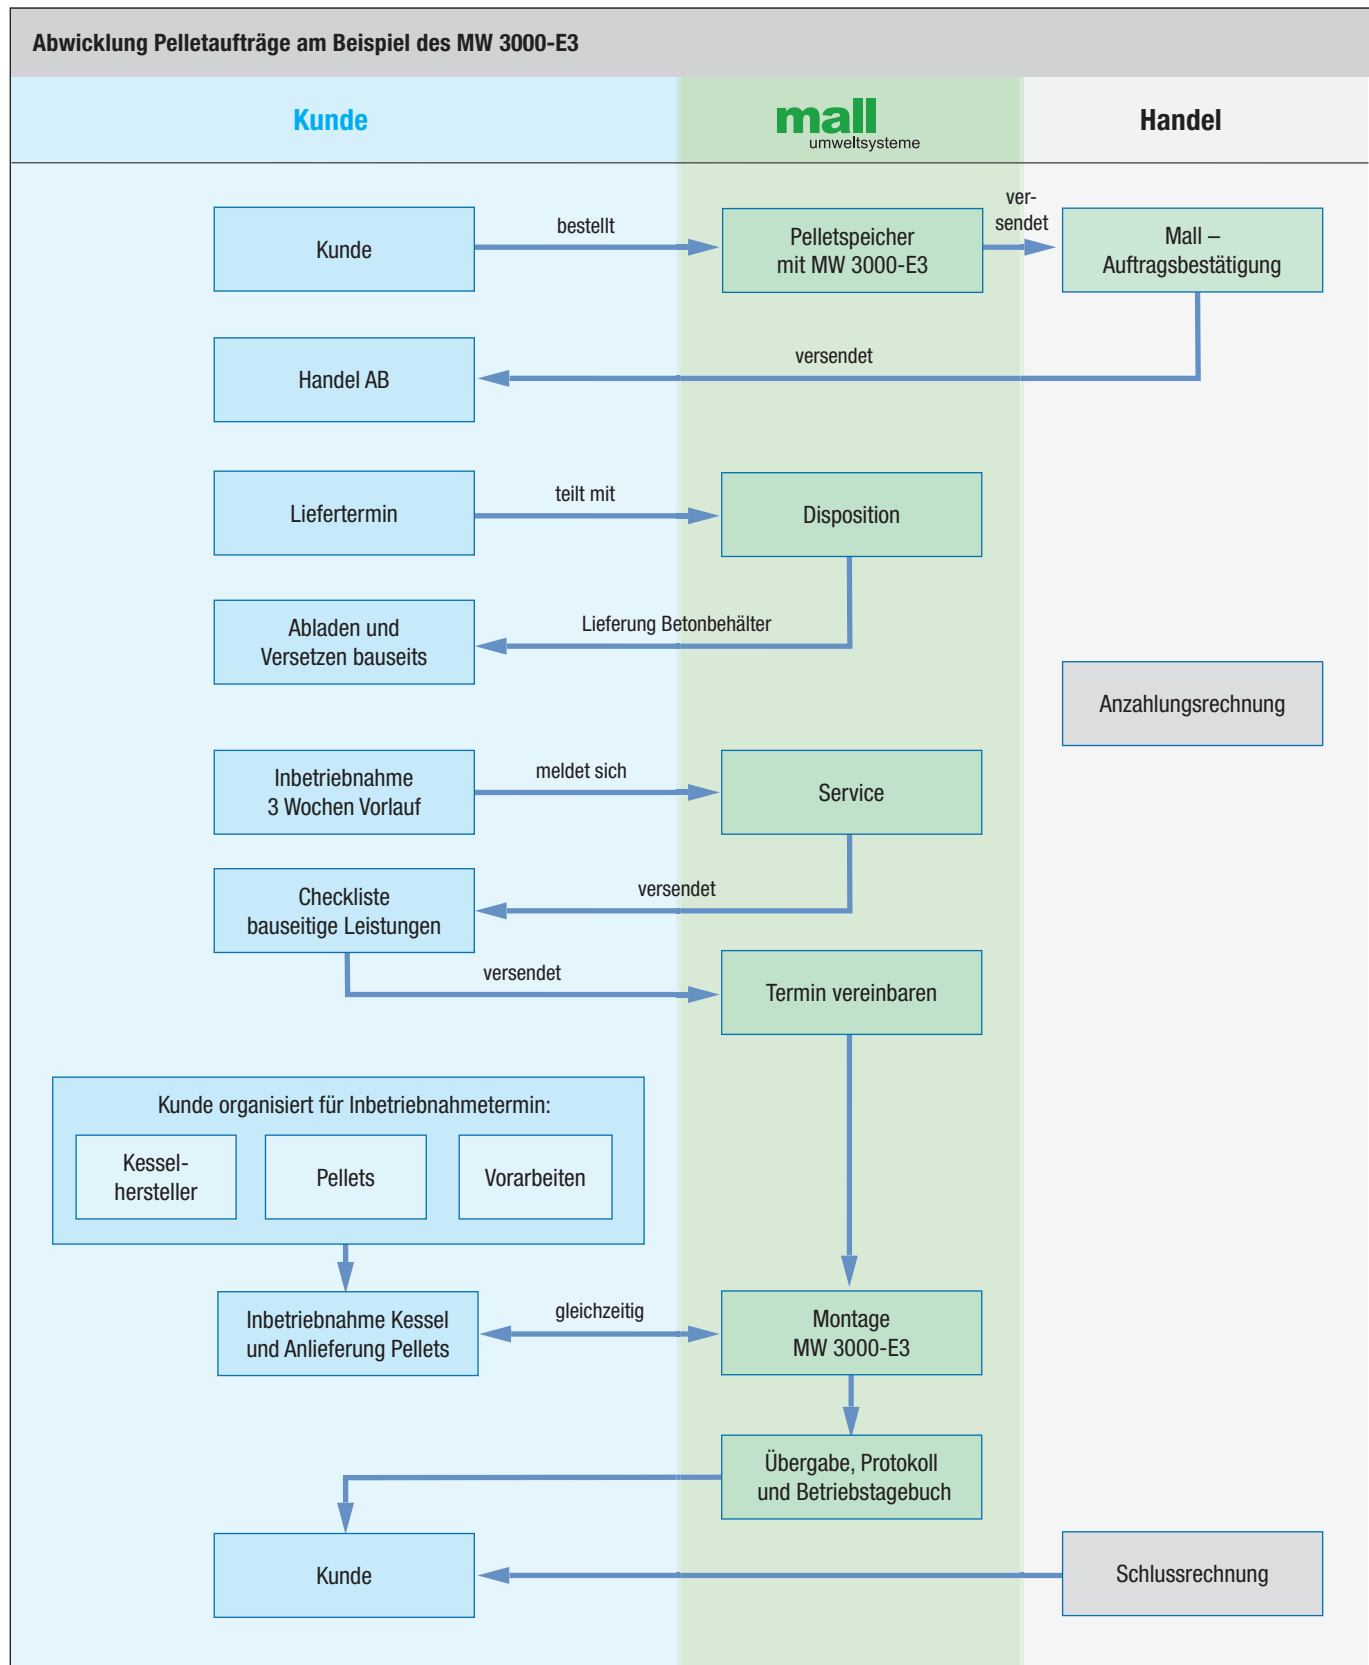 Abwicklung Pelletaufträge am Beispiel des MW 3000-E3
Kunde
mall
umweltsysteme
Handel
Kunde
bestellt
Pelletspeicher
mit MW 3000-E3
ver-
sendet
Mall –
Auftragsbestätigung
Handel AB
versendet
Liefertermin
teilt mit
Disposition
Abladen und
Versetzen bauseits
Lieferung Betonbehälter
Anzahlungsrechnung
Inbetriebnahme
3 Wochen Vorlauf
meldet sich
Service
Checkliste
bauseitige Leistungen
versendet
versendet
Termin vereinbaren
Kunde organisiert für Inbetriebnahmetermin:
Kessel-
hersteller
Pellets
Vorarbeiten
Inbetriebnahme Kessel
und Anlieferung Pellets
gleichzeitig
Montage
MW 3000-E3
Übergabe, Protokoll
und Betriebstagebuch
Kunde
Schlussrechnung